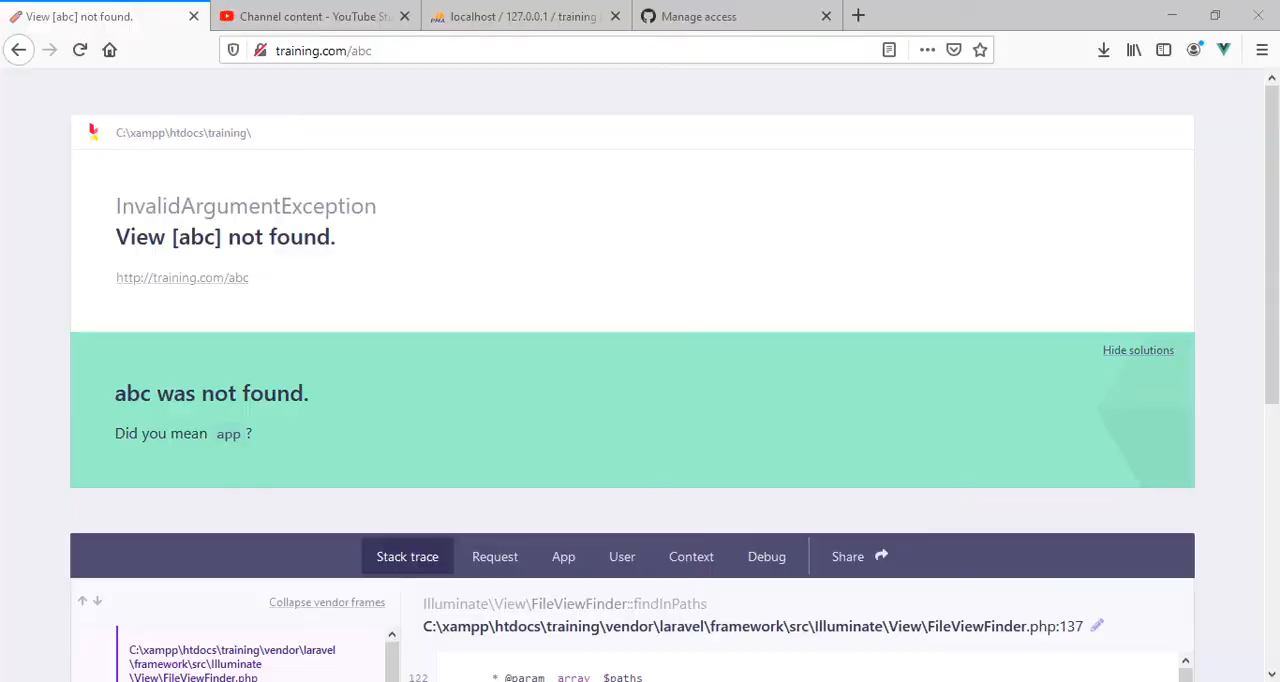 View [abc] not found.
Channel content - YouTube St
localhost / 127.0.0.1 / training
Manage access
training.com/abc
C:\xampp\htdocs\training\
InvalidArgumentException
View [abc] not found.
http://training.com/abc
Hide solutions
abc was not found.
Did you mean app ?
Stack trace
Request
App
User
Context
Debug
Share
Collapse vendor frames
Illuminate\View\FileViewFinder::findInPaths
C:\xampp\htdocs\training\vendor\laravel\framework\src\Illuminate\View\FileViewFinder.php:137
C:\xampp\htdocs\training\vendor\laravel
\framework\src\Illuminate
\View\FileViewFinder.php
122 * @param array $paths